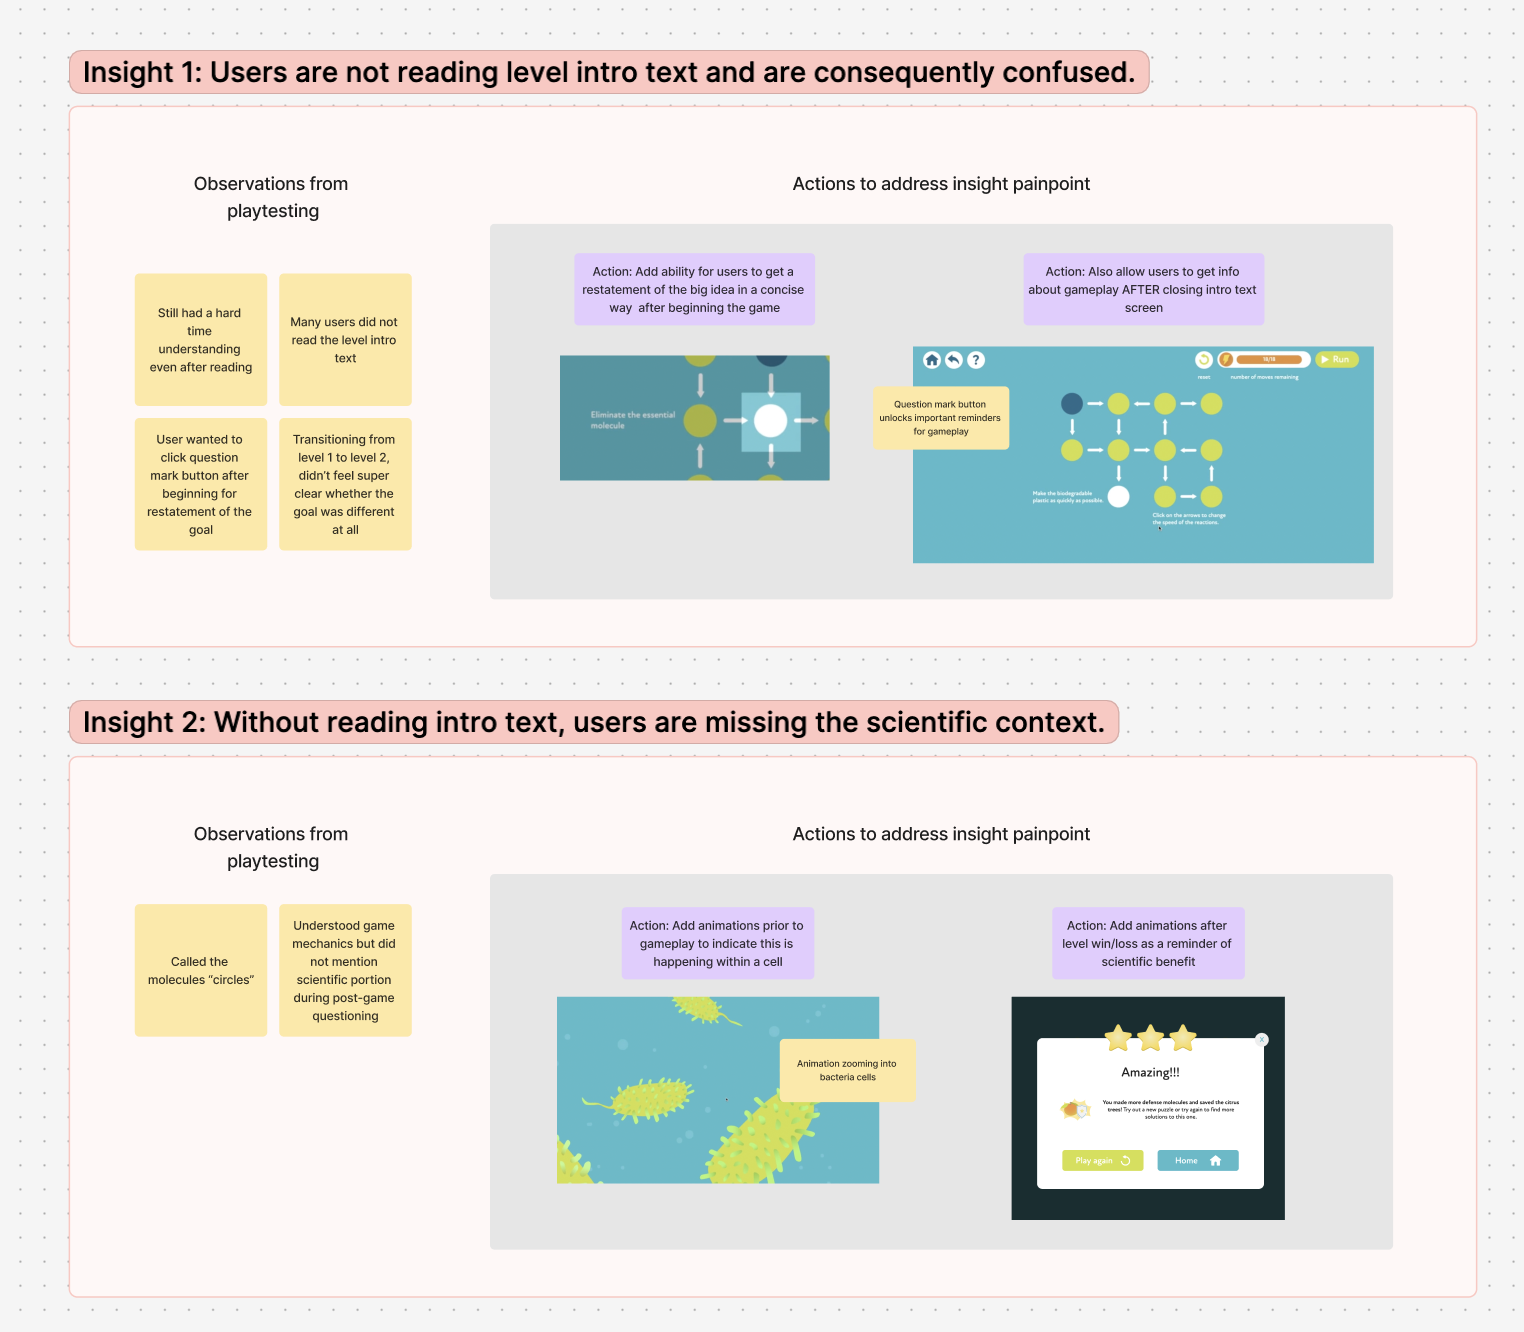 Insight 1: Users are not reading level intro text and are consequently confused.
Observations from
playtesting
Still had a hard
time
understanding
even after reading
Many users did not
read the level intro
text
User wanted to
click question
mark button after
beginning for
restatement of the
goal
Transitioning from
level 1 to level 2,
didn't feel super
clear whether the
goal was different
at all
Actions to address insight painpoint
Action: Add ability for users to get a
restatement of the big idea in a concise
way after beginning the game
Eliminate the essential
molecule
Action: Also allow users to get info
about gameplay AFTER closing intro text
screen
?
18/18
Run
reset
number of moves remaining
Question mark button
unlocks important reminders
for gameplay
Make the biodegradable
plastic as quickly as possible.
Click on the arrows to change
the speed of the reactions.
Insight 2: Without reading intro text, users are missing the scientific context.
Observations from
playtesting
Called the
molecules “circles”
Understood game
mechanics but did
not mention
scientific portion
during post-game
questioning
Actions to address insight painpoint
Action: Add animations prior to
gameplay to indicate this is
happening within a cell
Animation zooming into
bacteria cells
Action: Add animations after
level win/loss as a reminder of
scientific benefit
X
Amazing!!!
You made more defense molecules and saved the citrus
trees! Try out a new puzzle or try again to find more
solutions to this one.
Play again
Home